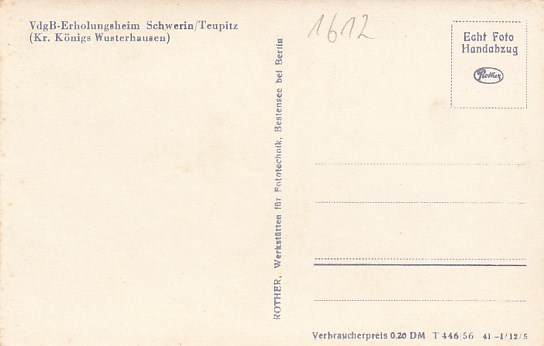 VdgB-Erholungsheim Schwerin/Teupitz
(Kr. Königs Wusterhausen)
1612
Echt Foto
Handabzug
Rother
ROTHER, Werkstätten für Fototechnik, Bestensee bei Berlin
Verbraucherpreis 0.20 DM T 446/56 41 -1/12/5